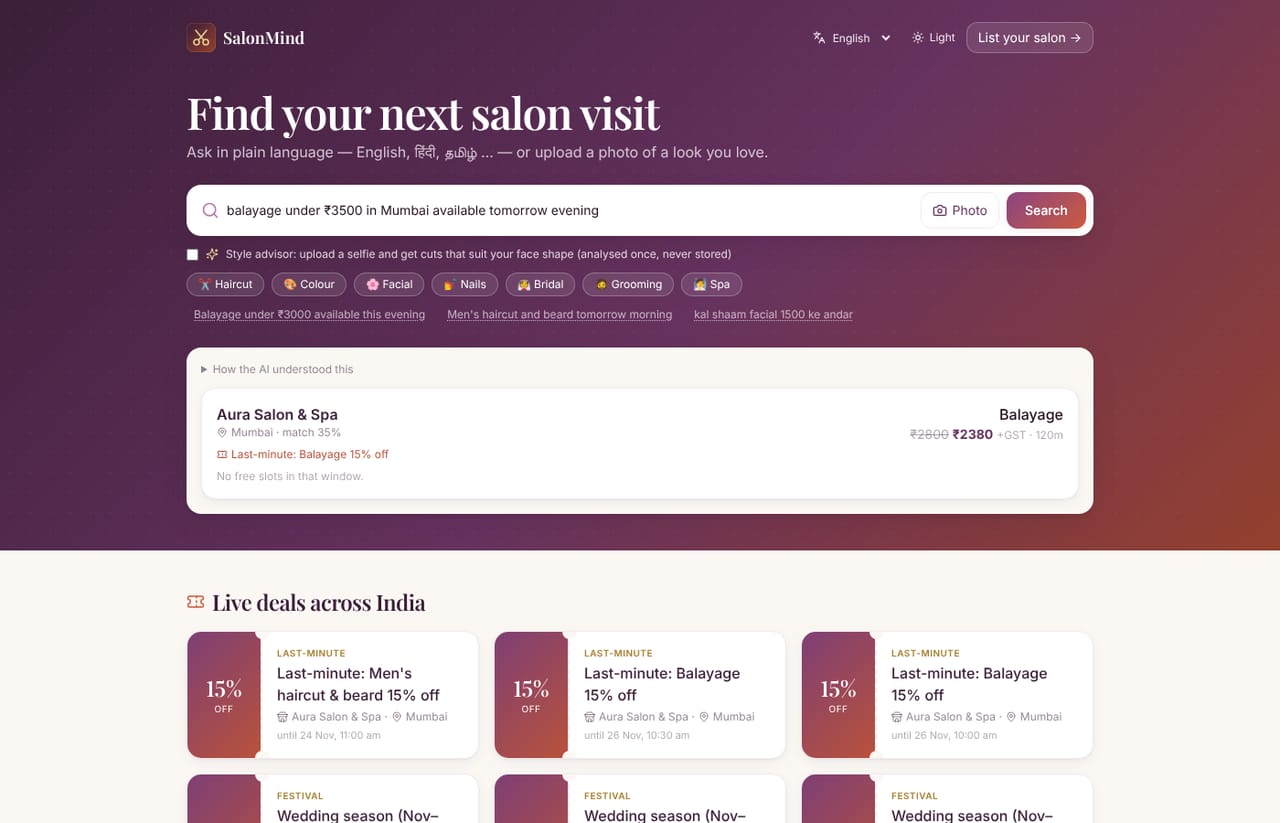 SalonMind
English
Light
List your salon →
Find your next salon visit
Ask in plain language — English, हिंदी, தமிழ் ... — or upload a photo of a look you love.
balayage under ₹3500 in Mumbai available tomorrow evening
Photo
Search
Style advisor: upload a selfie and get cuts that suit your face shape (analysed once, never stored)
Haircut
Colour
Facial
Nails
Bridal
Grooming
Spa
Balayage under ₹3000 available this evening
Men's haircut and beard tomorrow morning
kal shaam facial 1500 ke andar
How the AI understood this
Aura Salon & Spa
Balayage
Mumbai · match 35%
₹2800 ₹2380 +GST · 120m
Last-minute: Balayage 15% off
No free slots in that window.
Live deals across India
15%
OFF
LAST-MINUTE
Last-minute: Men's
haircut & beard 15% off
Aura Salon & Spa · Mumbai
until 24 Nov, 11:00 am
15%
OFF
LAST-MINUTE
Last-minute: Balayage
15% off
Aura Salon & Spa · Mumbai
until 26 Nov, 10:30 am
15%
OFF
LAST-MINUTE
Last-minute: Balayage
15% off
Aura Salon & Spa · Mumbai
until 26 Nov, 10:00 am
FESTIVAL
Wedding season (Nov–
FESTIVAL
Wedding season (Nov–
FESTIVAL
Wedding season (Nov–